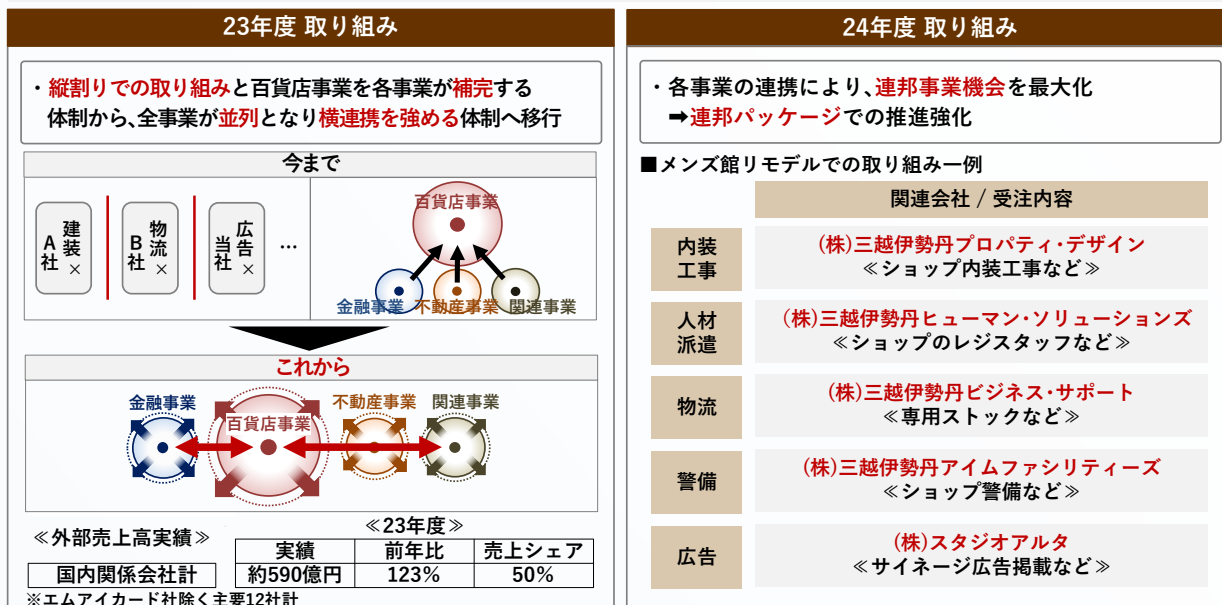 23年度 取り組み
・縦割りでの取り組みと百貨店事業を各事業が補完する
体制から、全事業が並列となり横連携を強める体制へ移行
今まで
建装×A社
物流×B社
広告×当社
…
百貨店事業
金融事業 不動産事業 関連事業
これから
金融事業 百貨店事業 不動産事業 関連事業
≪外部売上高実績≫
≪23年度≫
実績 前年比 売上シェア
国内関係会社計 約590億円 123% 50%
※エムアイカード社除く主要12社計
24年度 取り組み
・各事業の連携により、連邦事業機会を最大化
➡連邦パッケージでの推進強化
■メンズ館リモデルでの取り組み一例
関連会社 / 受注内容
内装
工事
(株)三越伊勢丹プロパティ・デザイン
≪ショップ内装工事など≫
人材
派遣
(株)三越伊勢丹ヒューマン・ソリューションズ
≪ショップのレジスタッフなど≫
物流
(株)三越伊勢丹ビジネス・サポート
≪専用ストックなど≫
警備
(株)三越伊勢丹アイムファシリティーズ
≪ショップ警備など≫
広告
(株)スタジオアルタ
≪サイネージ広告掲載など≫